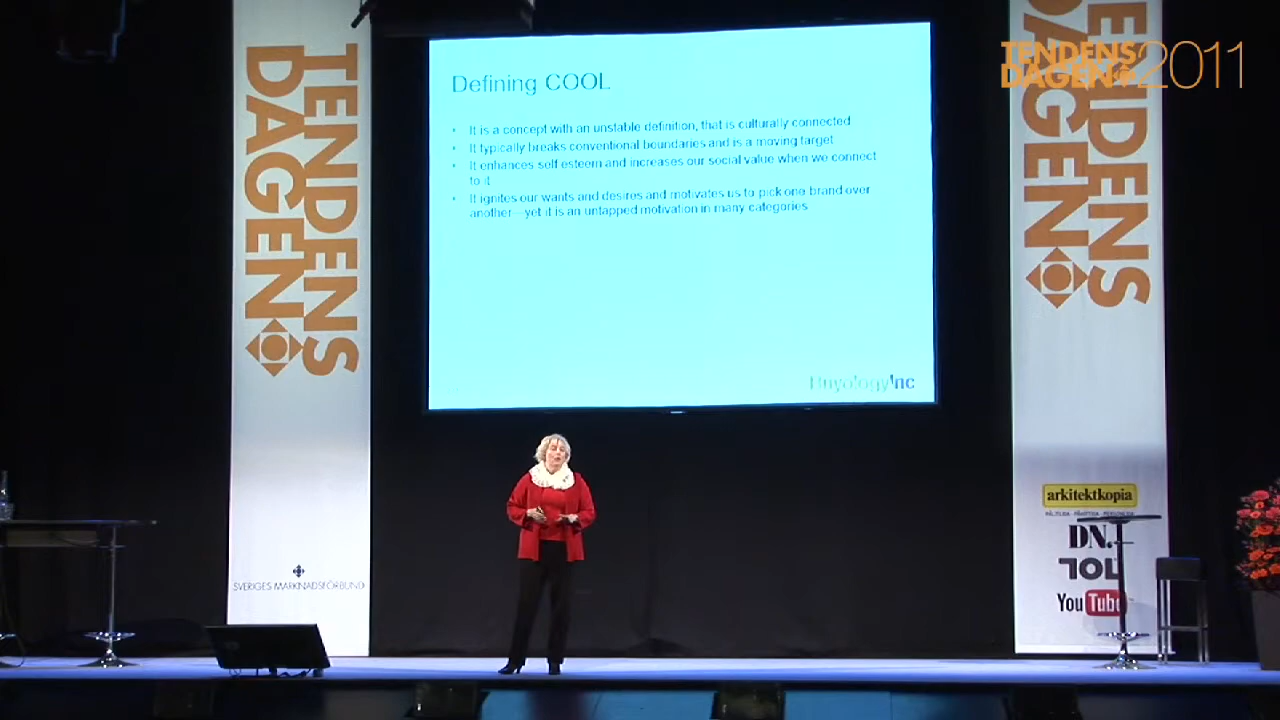 TENDENS
DAGEN
Defining COOL
• It is a concept with an unstable definition, that is culturally connected
• It typically breaks conventional boundaries and is a moving target
• It enhances self esteem and increases our social value when we connect
to it
• It ignites our wants and desires and motivates us to pick one brand over
another—yet it is an untapped motivation in many categories
BuyologyInc
TENDENS
DAGEN 2011
TENDENS
DAGEN
SVERIGES MARKNADSFÖRBUND
arkitektkopia
DN.
YouTube